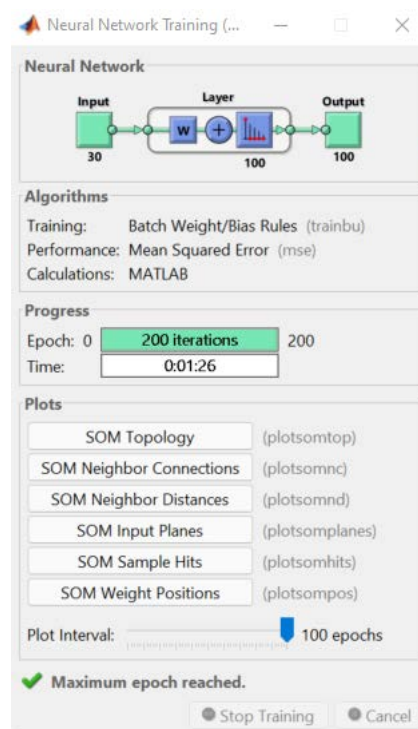 Neural Network Training (...
Neural Network
Input Layer Output
W +
30 100 100
Algorithms
Training: Batch Weight/Bias Rules (trainbu)
Performance: Mean Squared Error (mse)
Calculations: MATLAB
Progress
Epoch: 0 200 iterations 200
Time: 0:01:26
Plots
SOM Topology (plotsomtop)
SOM Neighbor Connections (plotsomnc)
SOM Neighbor Distances (plotsomnd)
SOM Input Planes (plotsomplanes)
SOM Sample Hits (plotsomhits)
SOM Weight Positions (plotsompos)
Plot Interval: 100 epochs
Maximum epoch reached.
Stop Training Cancel